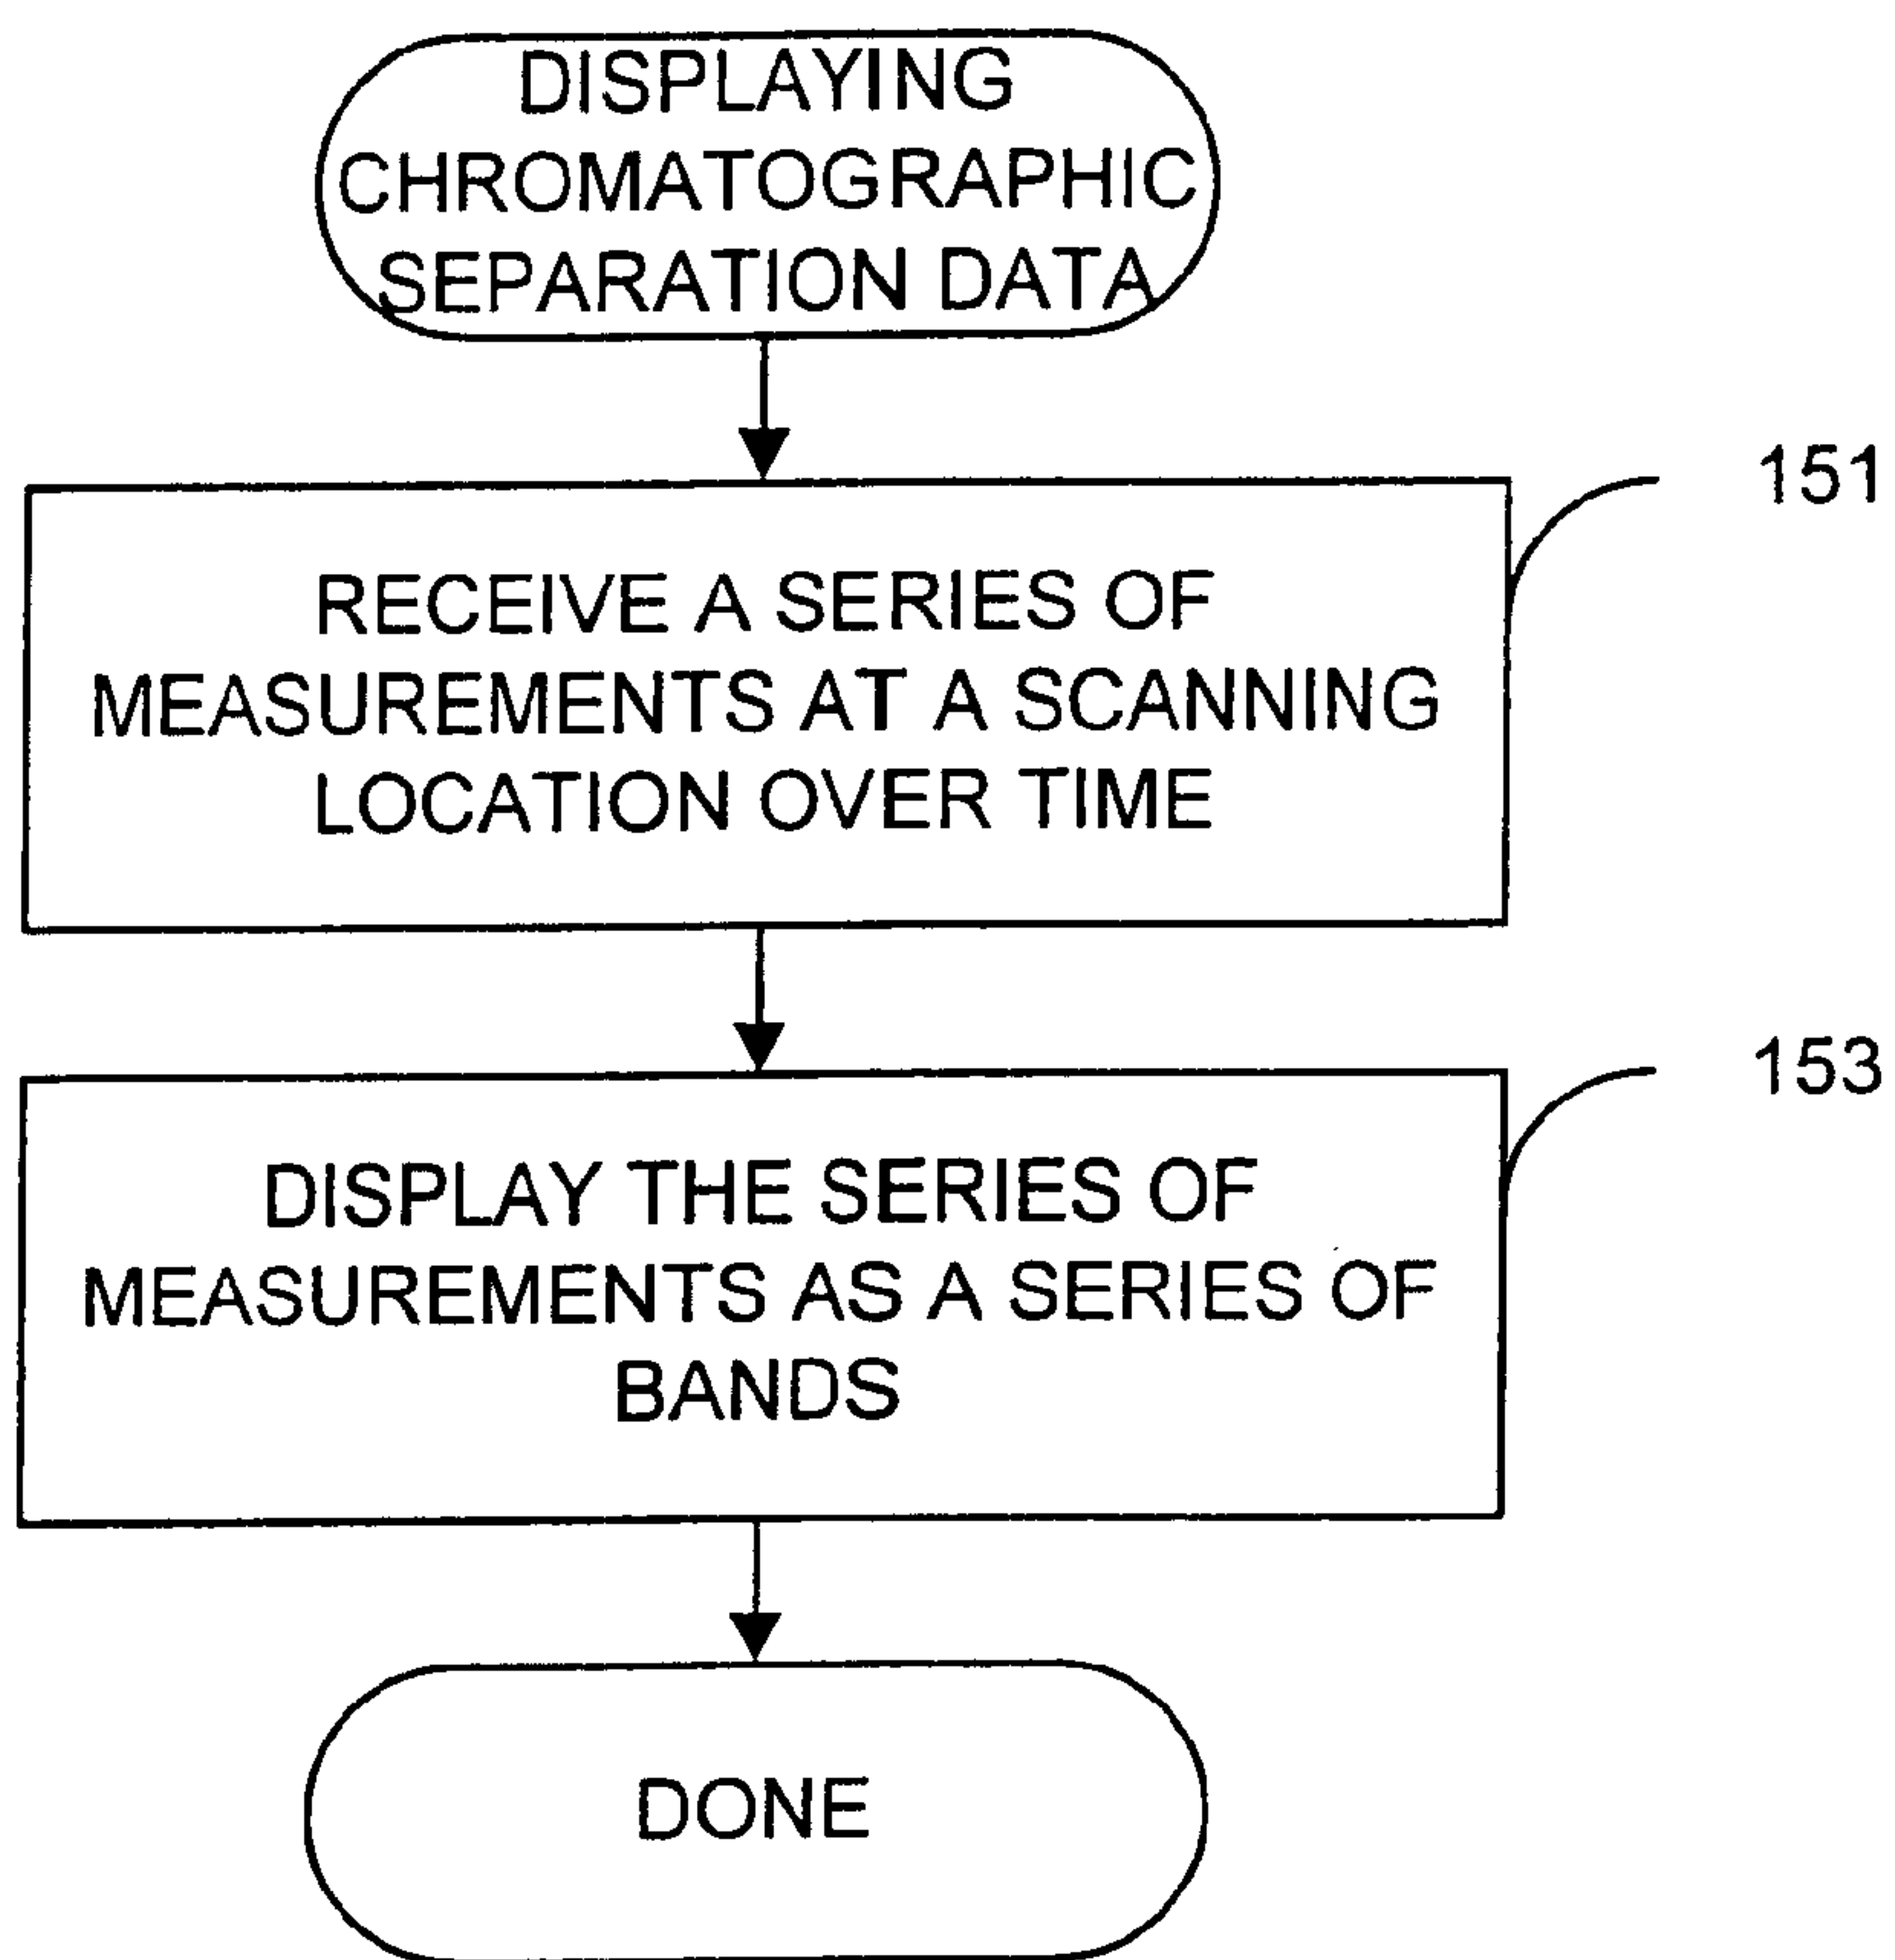 DISPLAYING
CHROMATOGRAPHIC
SEPARATION DATA
151
RECEIVE A SERIES OF
MEASUREMENTS AT A SCANNING
LOCATION OVER TIME
153
DISPLAY THE SERIES OF
MEASUREMENTS AS A SERIES OF
BANDS
DONE